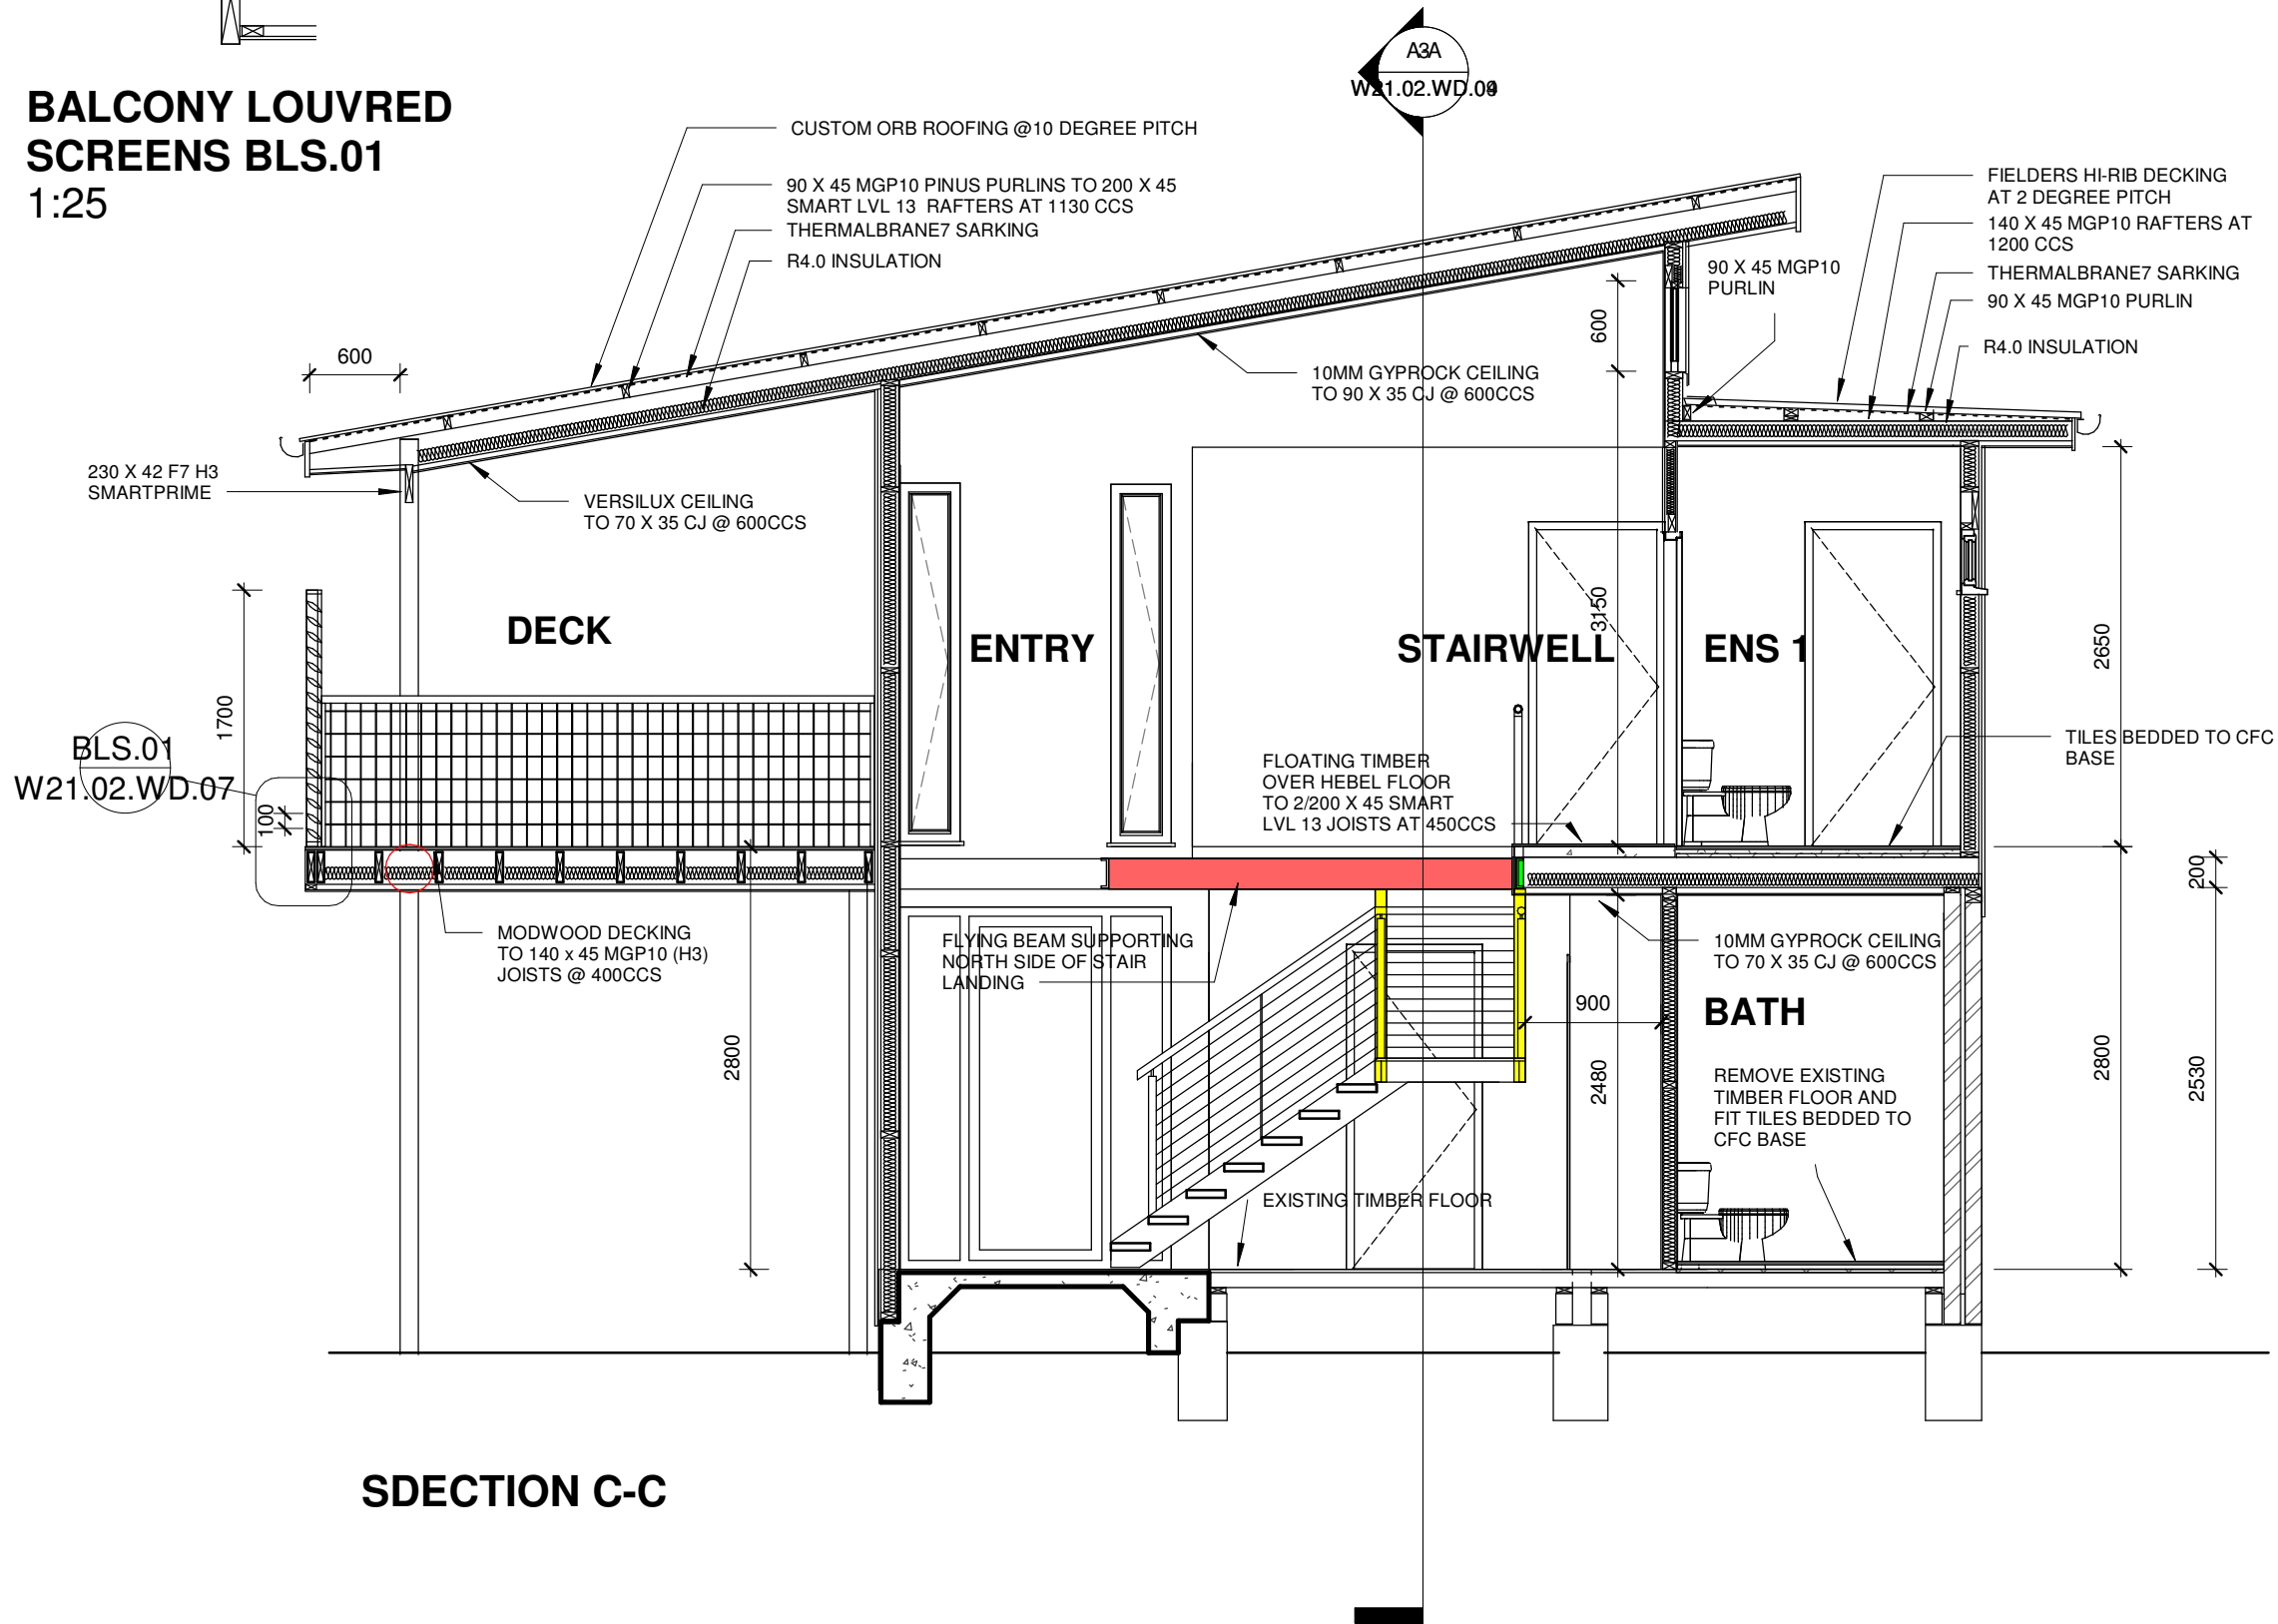 BALCONY LOUVRED
SCREENS BLS.01
1:25
CUSTOM ORB ROOFING @10 DEGREE PITCH
90 X 45 MGP10 PINUS PURLINS TO 200 X 45
SMART LVL 13 RAFTERS AT 1130 CCS
THERMALBRANE7 SARKING
R4.0 INSULATION
FIELDERS HI-RIB DECKING
AT 2 DEGREE PITCH
140 X 45 MGP10 RAFTERS AT
1200 CCS
THERMALBRANE7 SARKING
90 X 45 MGP10 PURLIN
R4.0 INSULATION
90 X 45 MGP10
PURLIN
600
600
10MM GYPROCK CEILING
TO 90 X 35 CJ @ 600CCS
230 X 42 F7 H3
SMARTPRIME
VERSILUX CEILING
TO 70 X 35 CJ @ 600CCS
DECK
ENTRY
STAIRWELL
ENS 1
3150
2650
1700
BLS.01
W21.02.WD.07
100
FLOATING TIMBER
OVER HEBEL FLOOR
TO 2/200 X 45 SMART
LVL 13 JOISTS AT 450CCS
TILES BEDDED TO CFC
BASE
200
MODWOOD DECKING
TO 140 x 45 MGP10 (H3)
JOISTS @ 400CCS
FLYING BEAM SUPPORTING
NORTH SIDE OF STAIR
LANDING
10MM GYPROCK CEILING
TO 70 X 35 CJ @ 600CCS
900
BATH
2800
2480
2800
2530
REMOVE EXISTING
TIMBER FLOOR AND
FIT TILES BEDDED TO
CFC BASE
EXISTING TIMBER FLOOR
SDECTION C-C